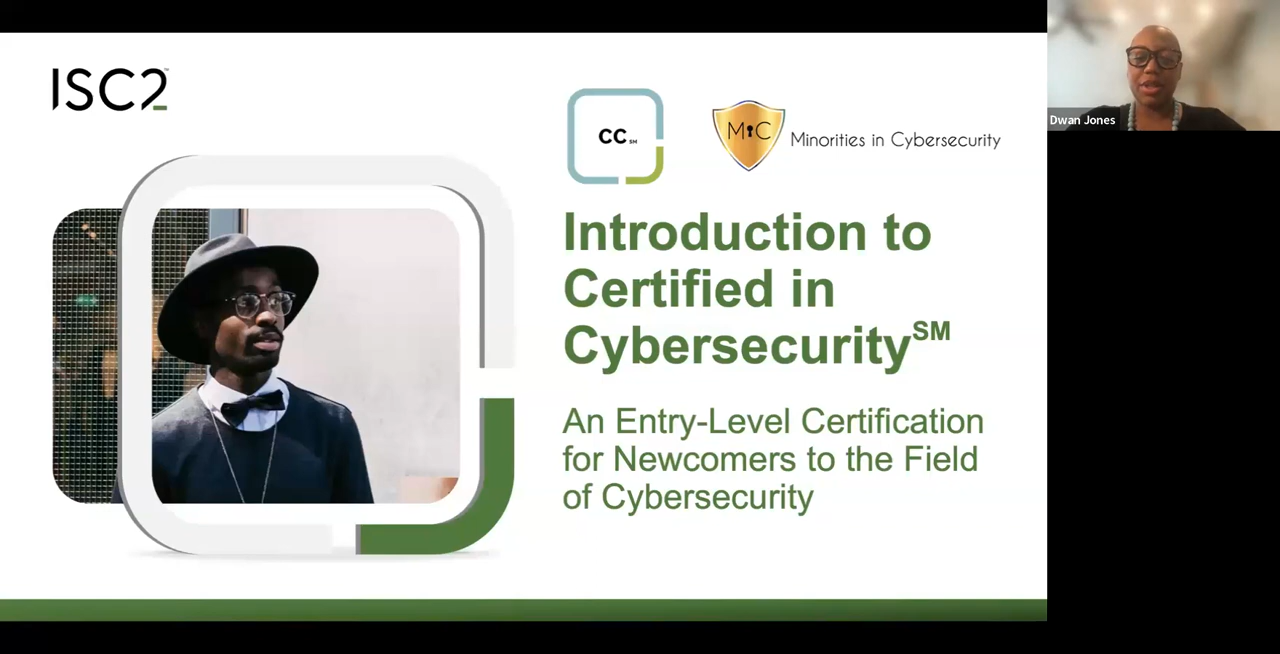 ISC2™
CC SM
MiC
Minorities in Cybersecurity
Dwan Jones
Introduction to
Certified in
CybersecuritySM
An Entry-Level Certification
for Newcomers to the Field
of Cybersecurity